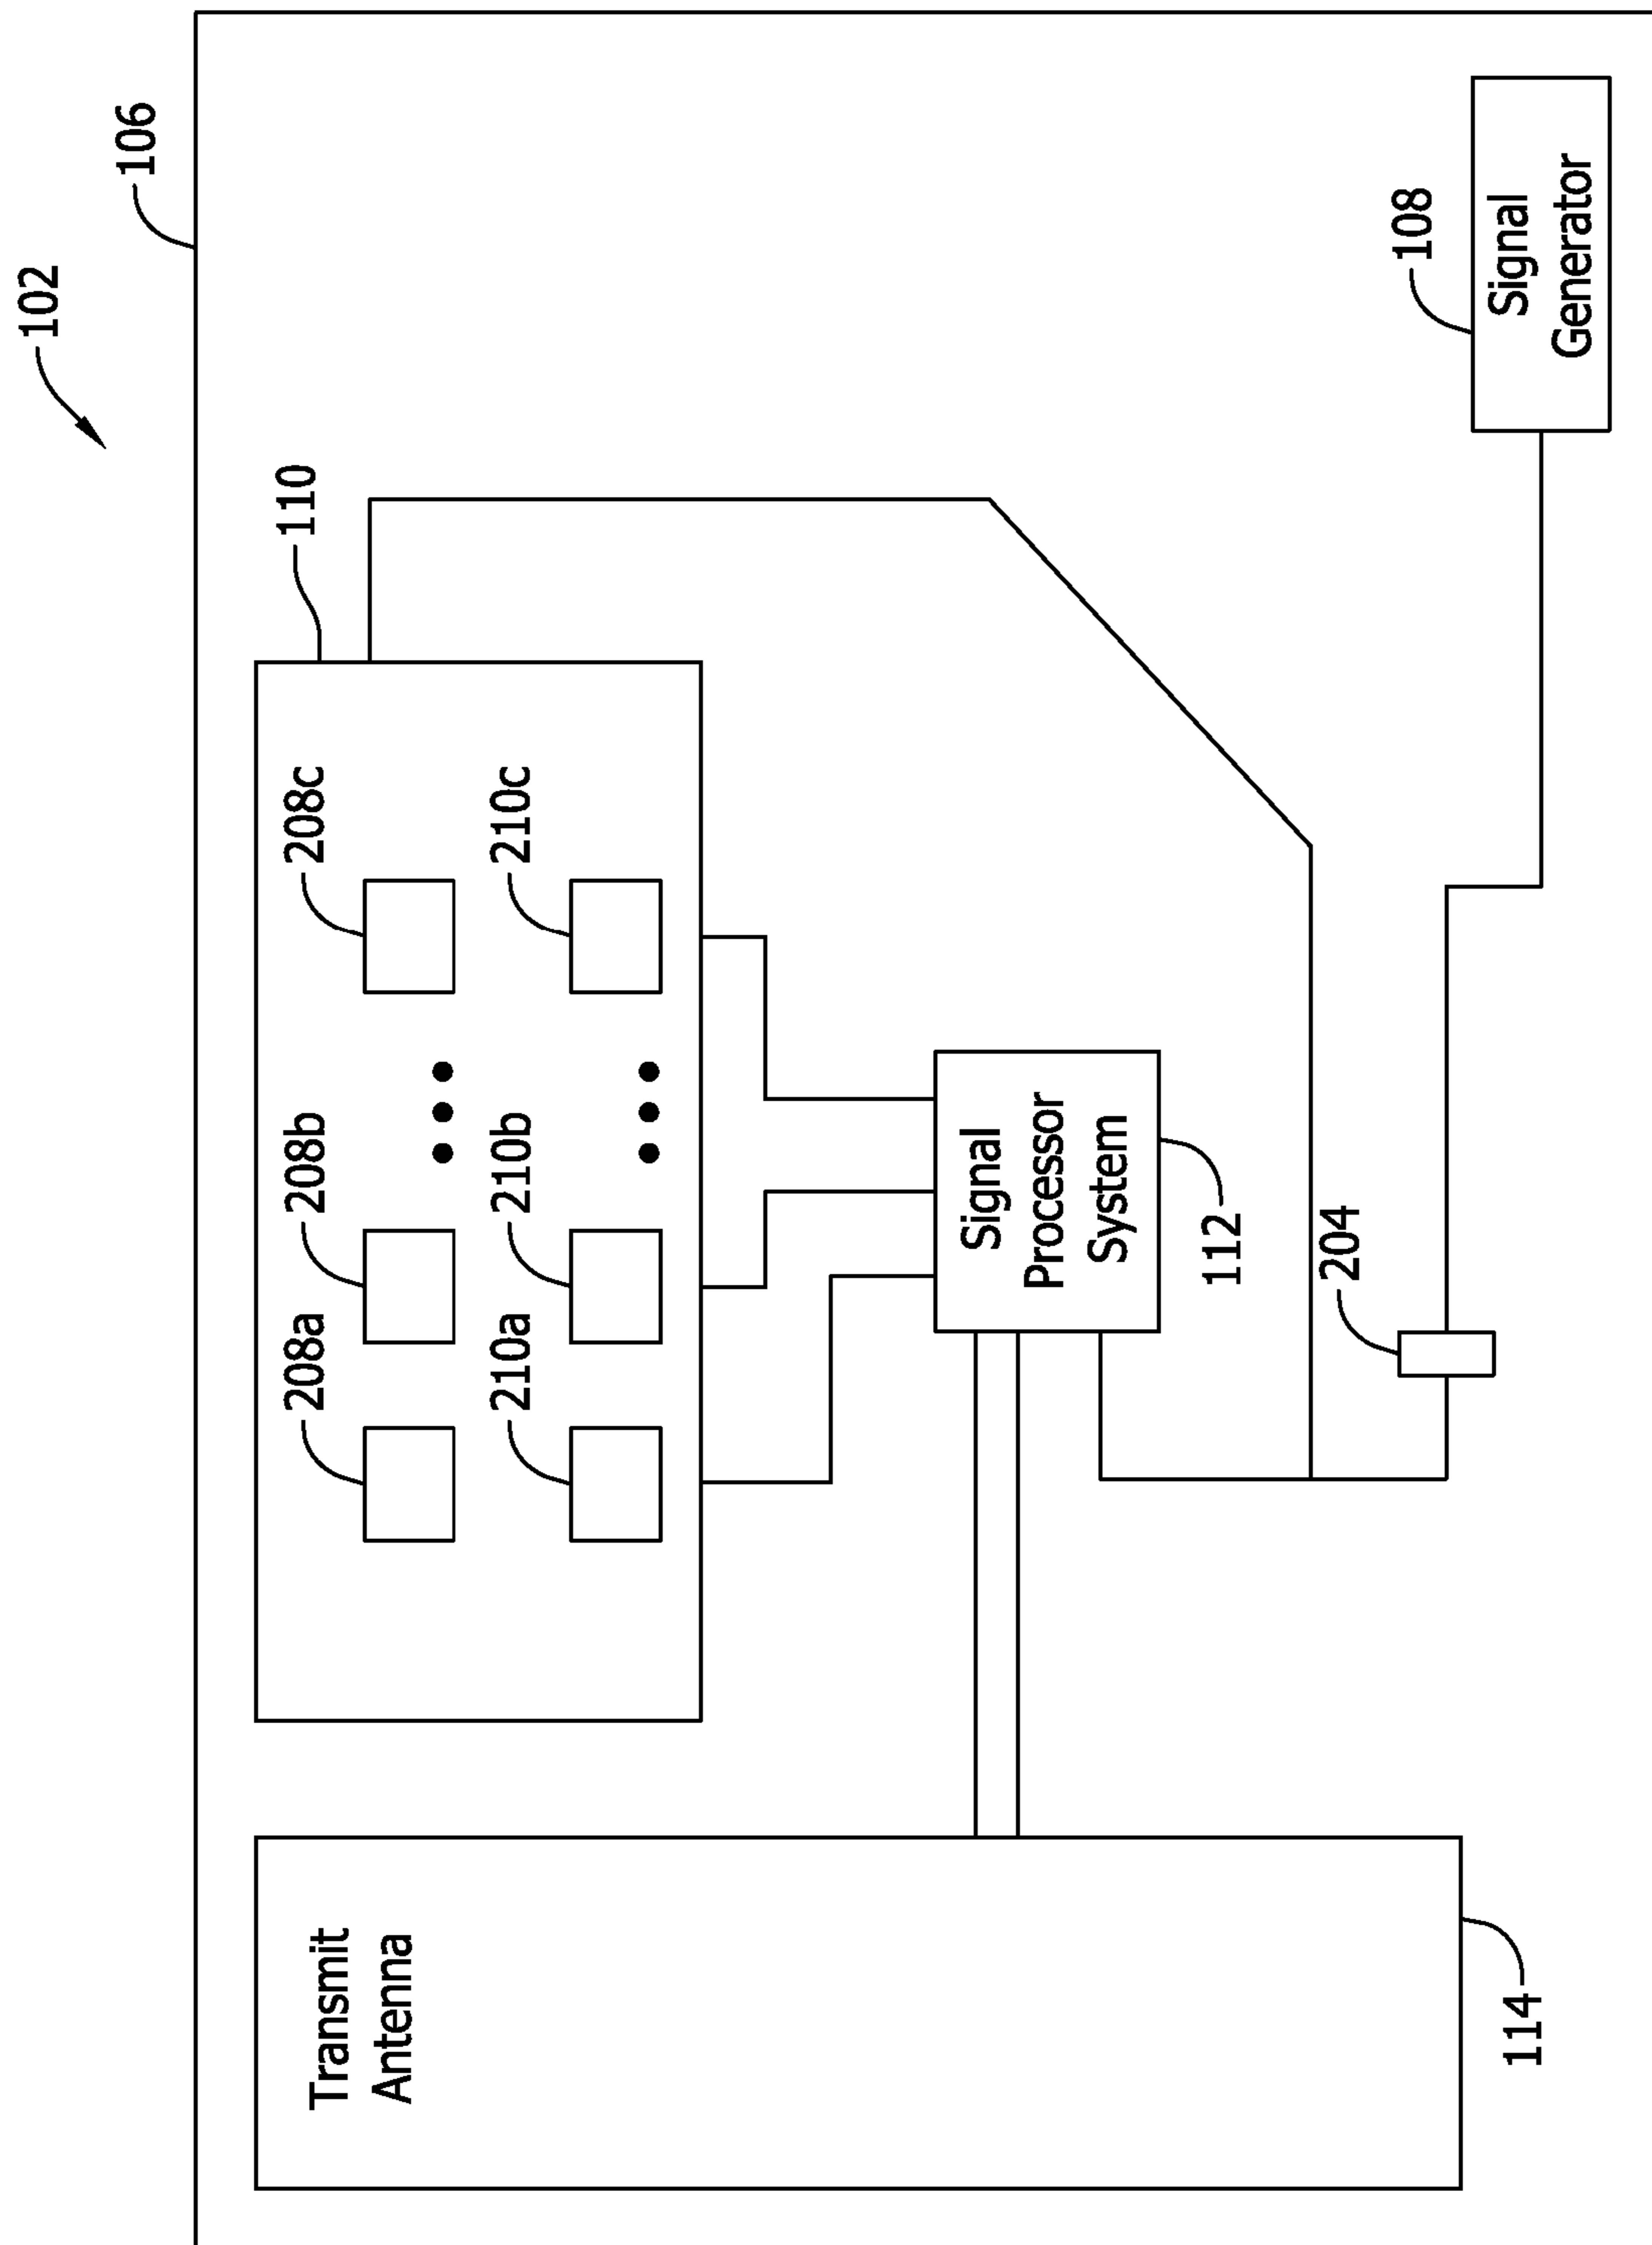 102
106
110
208a
208b
208c
210a
210b
210c
Transmit
Antenna
Signal
Processor
System
112
204
108
Signal
Generator
114